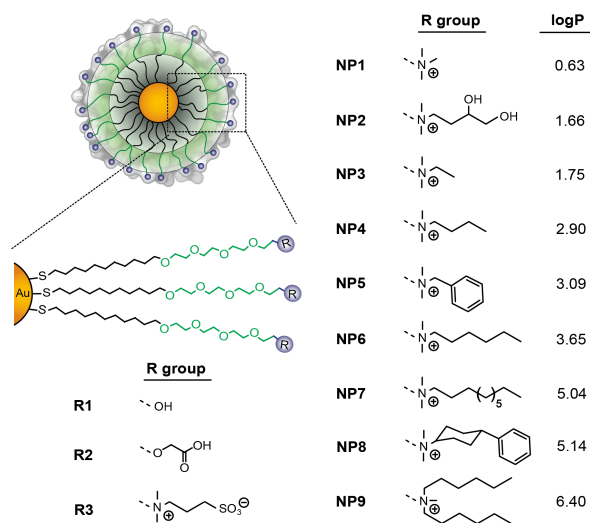 R group logP
NP1 N ⊕ 0.63
NP2 N ⊕ OH OH 1.66
NP3 N ⊕ 1.75
NP4 N ⊕ 2.90
NP5 N ⊕ 3.09
NP6 N ⊕ 3.65
NP7 N ⊕ ( ) 5 5.04
NP8 N ⊕ 5.14
NP9 N ⊕ 6.40
S O O O O R
Au S O O O O R
S O O O O R
R group
R1 OH
R2 O OH O
R3 N ⊕ SO₃ ⊖